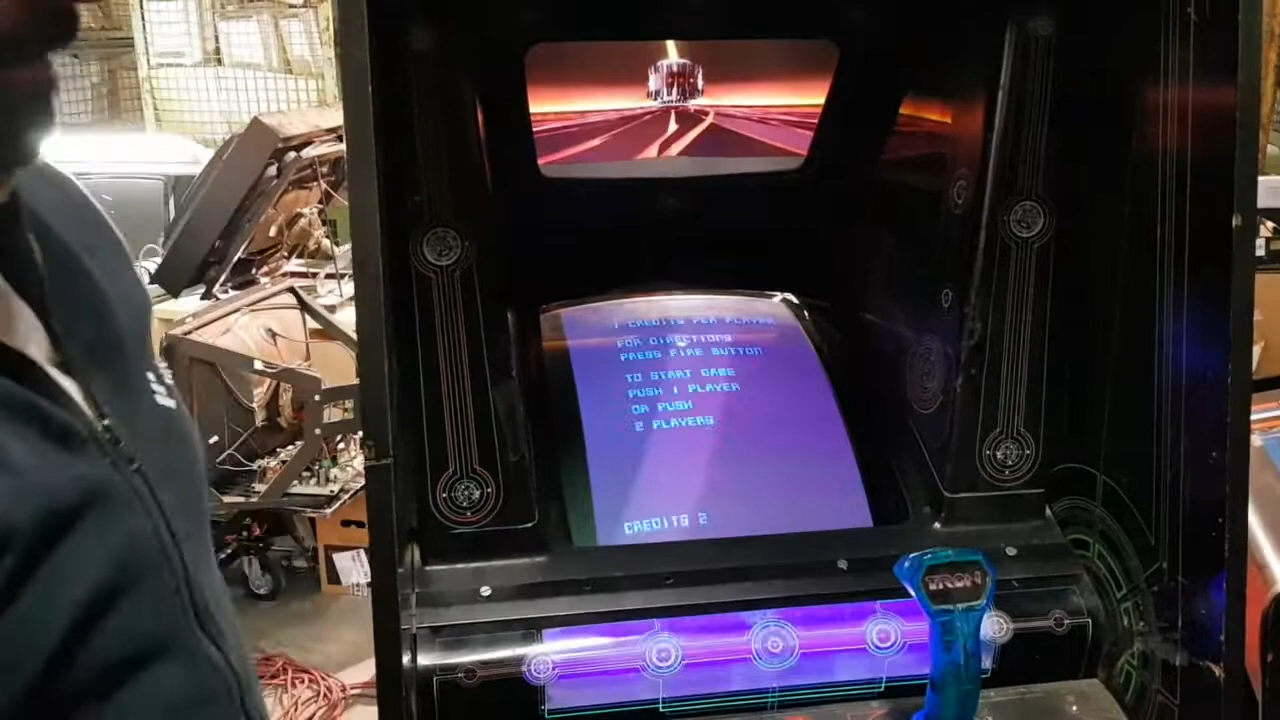 1 CREDITS PER PLAYER
FOR DIRECTIONS
PRESS FIRE BUTTON
TO START GAME
PUSH 1 PLAYER
OR PUSH
2 PLAYERS
CREDITS 2
TRON